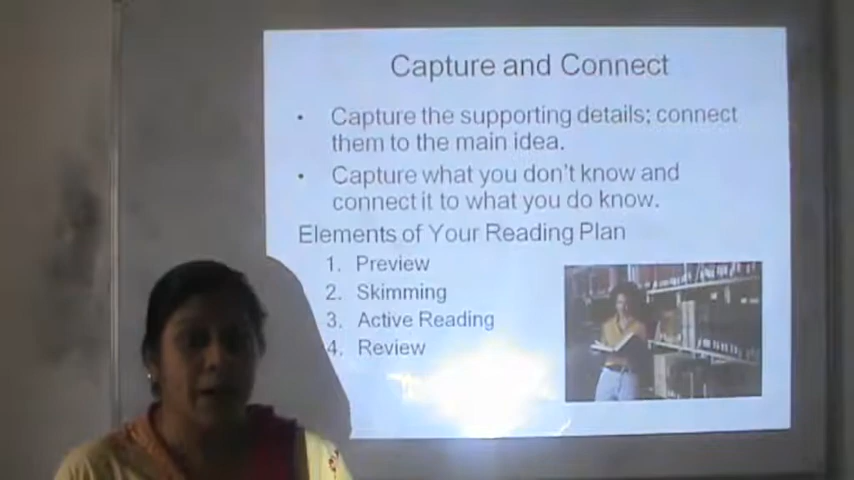 Capture and Connect
• Capture the supporting details; connect
them to the main idea.
• Capture what you don't know and
connect it to what you do know.
Elements of Your Reading Plan
1. Preview
2. Skimming
3. Active Reading
4. Review